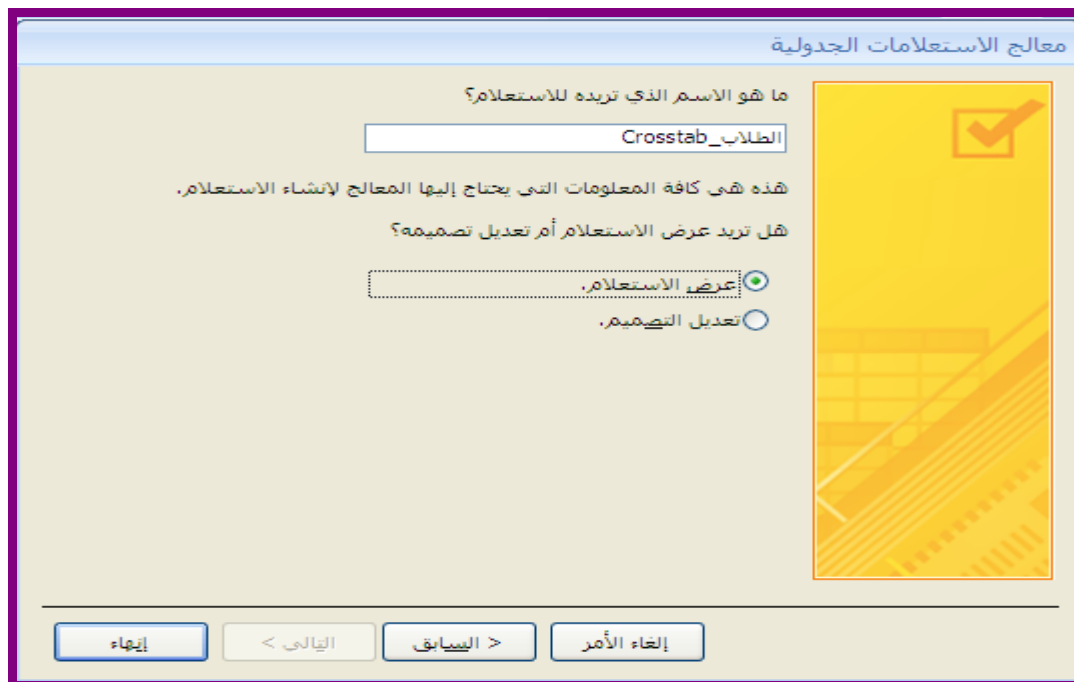 معالج الاستعلامات الجدولية
ما هو الاسم الذي تريده للاستعلام؟
الطلاب_Crosstab
هذه هي كافة المعلومات التي يحتاج إليها المعالج لإنشاء الاستعلام.
هل تريد عرض الاستعلام أم تعديل تصميمه؟
عرض الاستعلام.
تعديل التصميم.
إلغاء الأمر
< السابق
التالي >
إنهاء